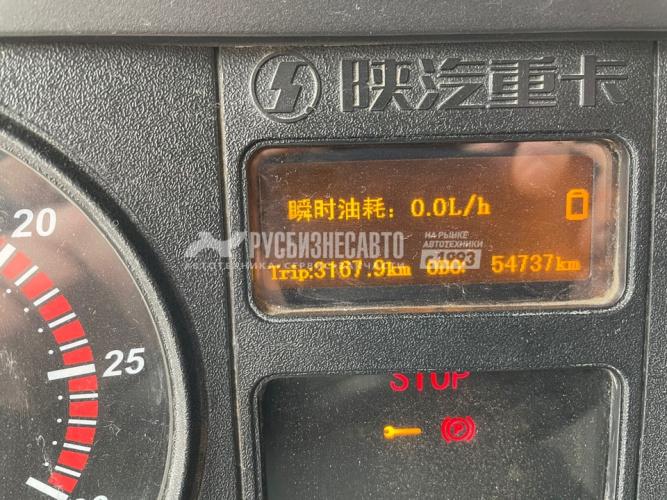 陕汽重卡
20
瞬时油耗: 0.0L/h
РУСБИЗНЕСАВТО
НА РЫНКЕ
АВТОТЕХНИКИ
с 1993
Trip:3167.9km ODO: 54737km
25
STOP
P